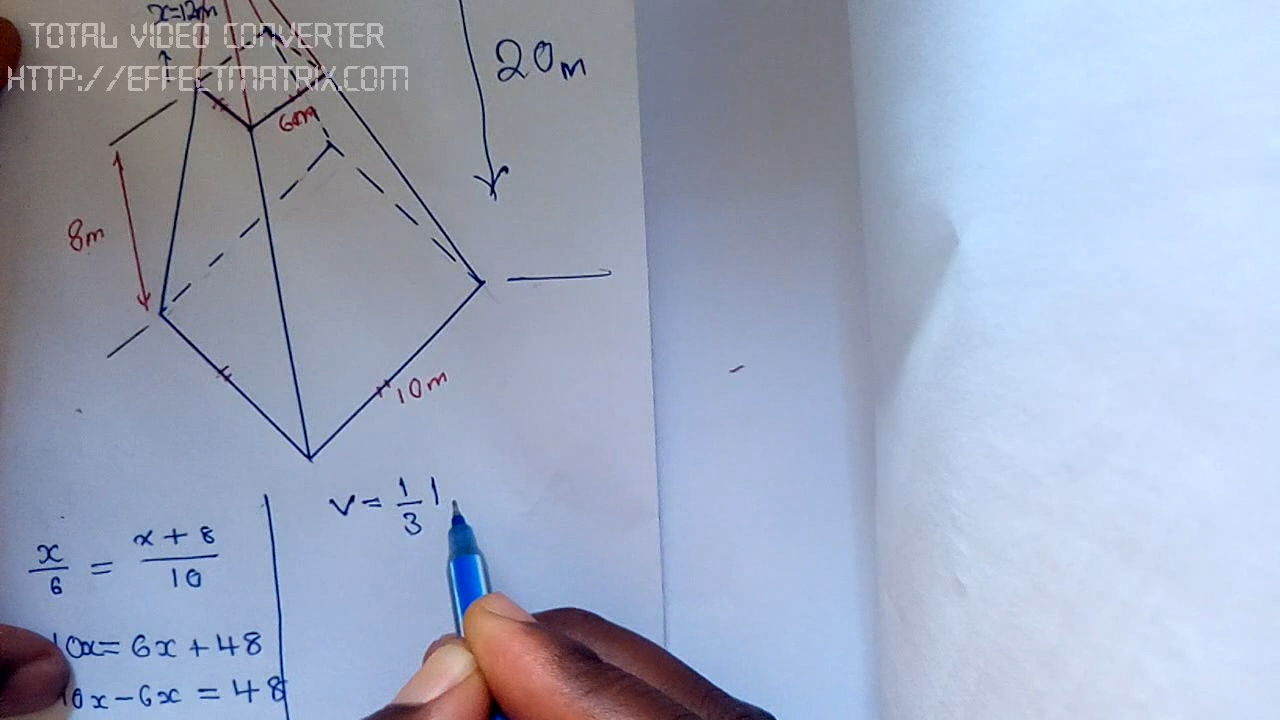 x=12m
TOTAL VIDEO CONVERTER
HTTP://EFFECTMATRIX.COM
20m
6m
8m
10m
x/6 = x+8/10
10x=6x+48
10x-6x=48
V=1/3 l